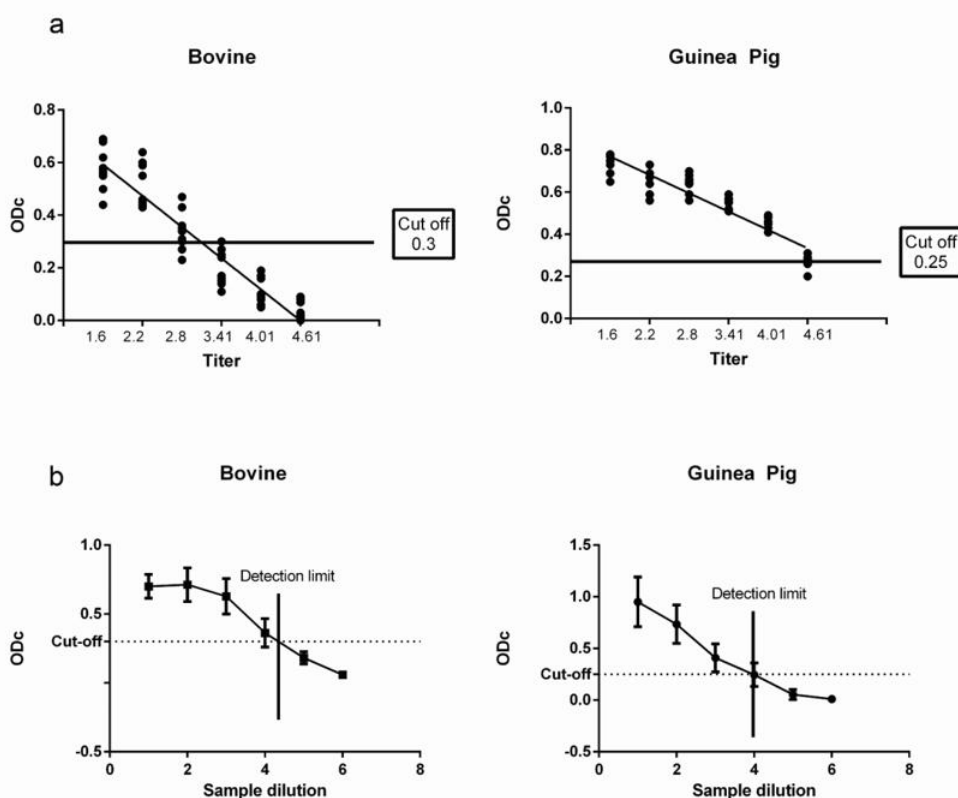 a
Bovine
0.8
0.6
0.4
0.2
0.0
ODc
1.6 2.2 2.8 3.41 4.01 4.61
Titer
Cut off
0.3
Guinea Pig
1.0
0.8
0.6
0.4
0.2
0.0
ODc
1.6 2.2 2.8 3.41 4.01 4.61
Titer
Cut off
0.25
b
Bovine
1.0
0.5
Cut-off
-0.5
ODc
Detection limit
0 2 4 6 8
Sample dilution
Guinea Pig
1.5
1.0
0.5
Cut-off
0.0
-0.5
ODc
Detection limit
0 2 4 6 8
Sample dilution